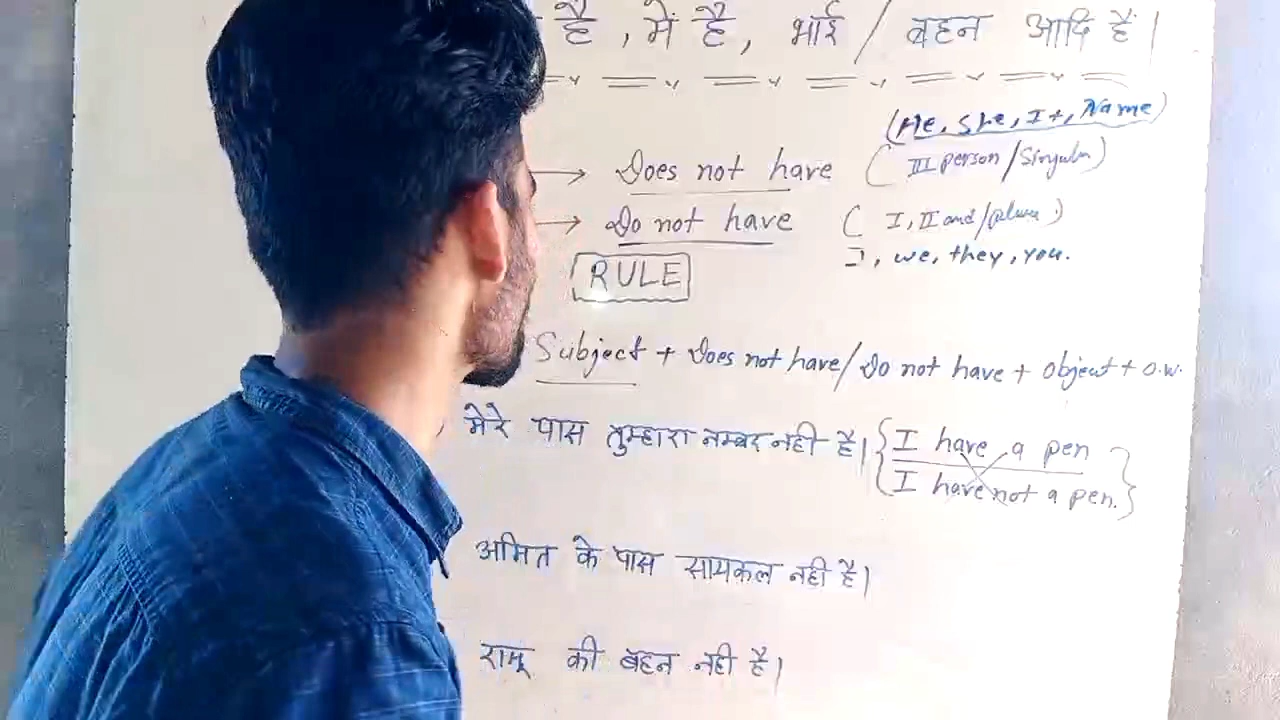 है, में है, भाई / बहन आदि हैं।
(He, She, It, Name)
→ Does not have ( III person/Singular)
→ Do not have ( I, II and/plural)
I, we, they, you.
RULE
Subject + Does not have/ Do not have + object + o.w.
मेरे पास तुम्हारा नम्बर नही है। { I have a pen
I have not a pen. }
अमित के पास सायकल नही है।
रामू की बहन नही है।